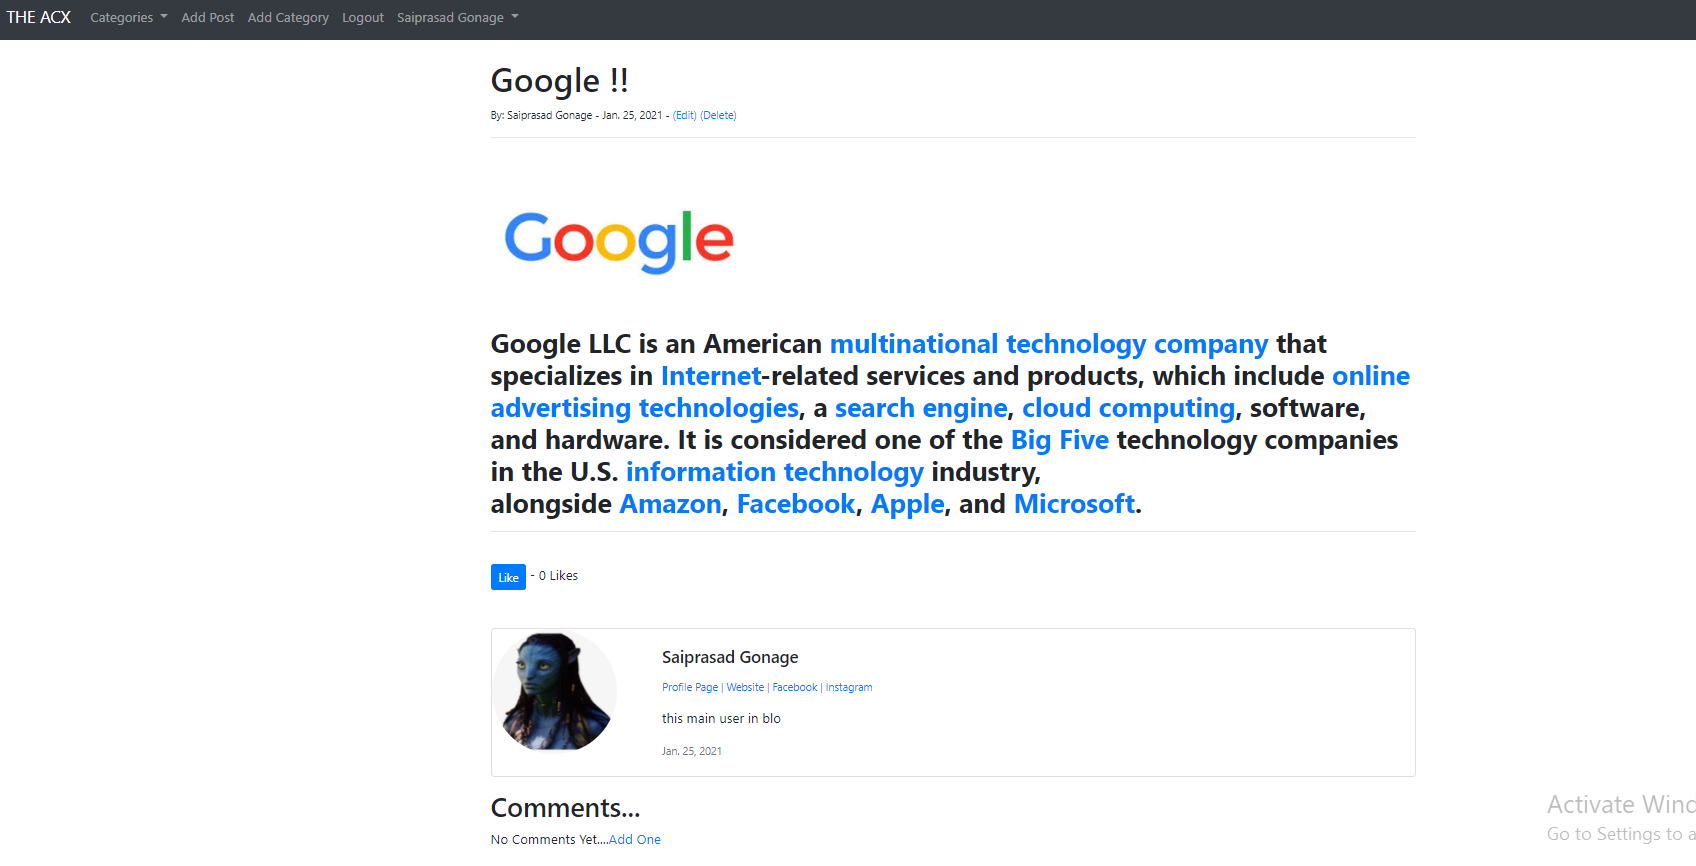 THE ACX Categories Add Post Add Category Logout Saiprasad Gonage
Google !!
By: Saiprasad Gonage - Jan. 25, 2021 - (Edit) (Delete)
Google
Google LLC is an American multinational technology company that
specializes in Internet-related services and products, which include online
advertising technologies, a search engine, cloud computing, software,
and hardware. It is considered one of the Big Five technology companies
in the U.S. information technology industry,
alongside Amazon, Facebook, Apple, and Microsoft.
Like - 0 Likes
Saiprasad Gonage
Profile Page | Website | Facebook | Instagram
this main user in blo
Jan. 25, 2021
Comments...
No Comments Yet....Add One
Activate Wind
Go to Settings to a